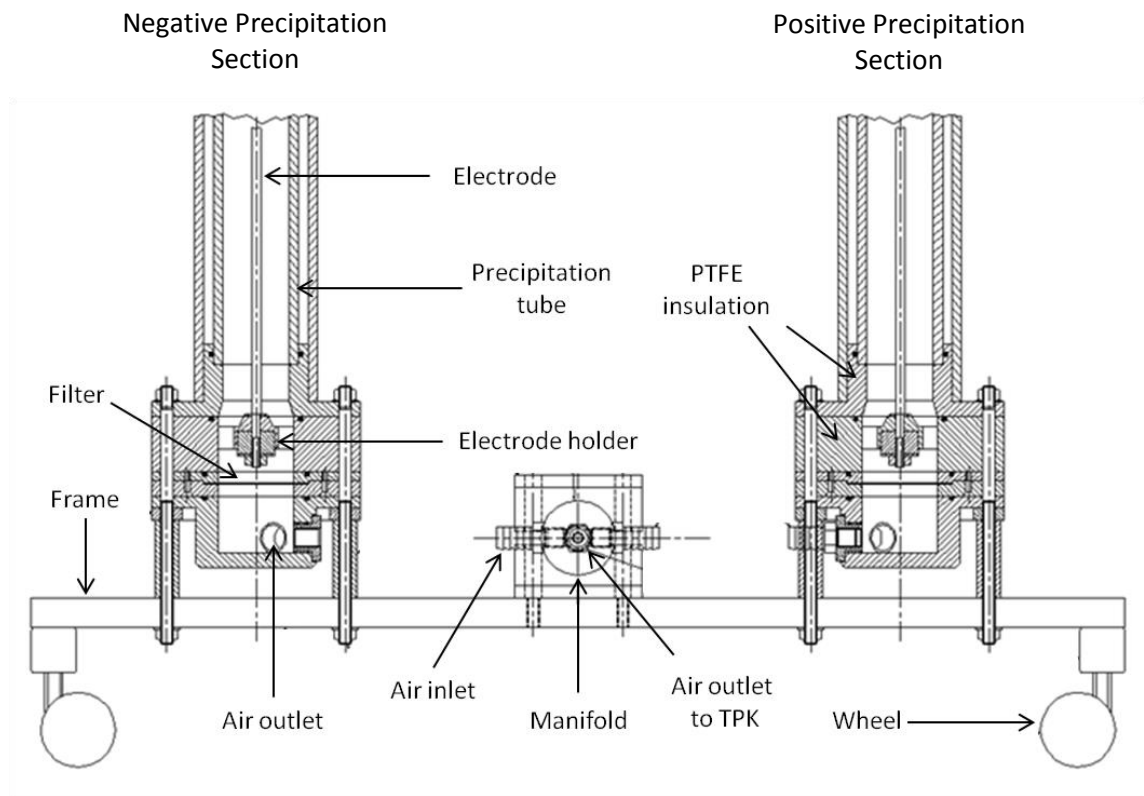 Negative Precipitation
Section
Positive Precipitation
Section
Electrode
Precipitation
tube
PTFE
insulation
Filter
Electrode holder
Frame
Air inlet
Air outlet
Manifold
Air outlet
to TPK
Wheel